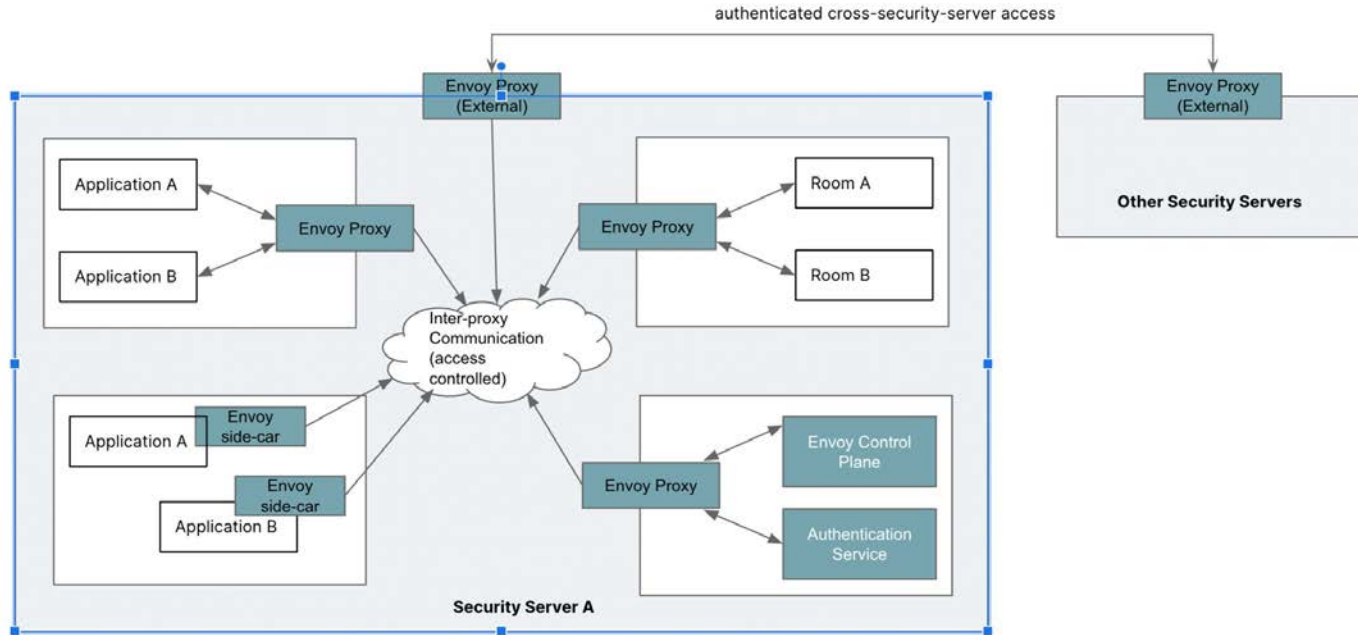 authenticated cross-security-server access
Envoy Proxy
(External)
Envoy Proxy
(External)
Other Security Servers
Application A
Envoy Proxy
Application B
Room A
Envoy Proxy
Room B
Inter-proxy
Communication
(access
controlled)
Envoy
side-car
Application A
Envoy
side-car
Application B
Envoy Control
Plane
Envoy Proxy
Authentication
Service
Security Server A